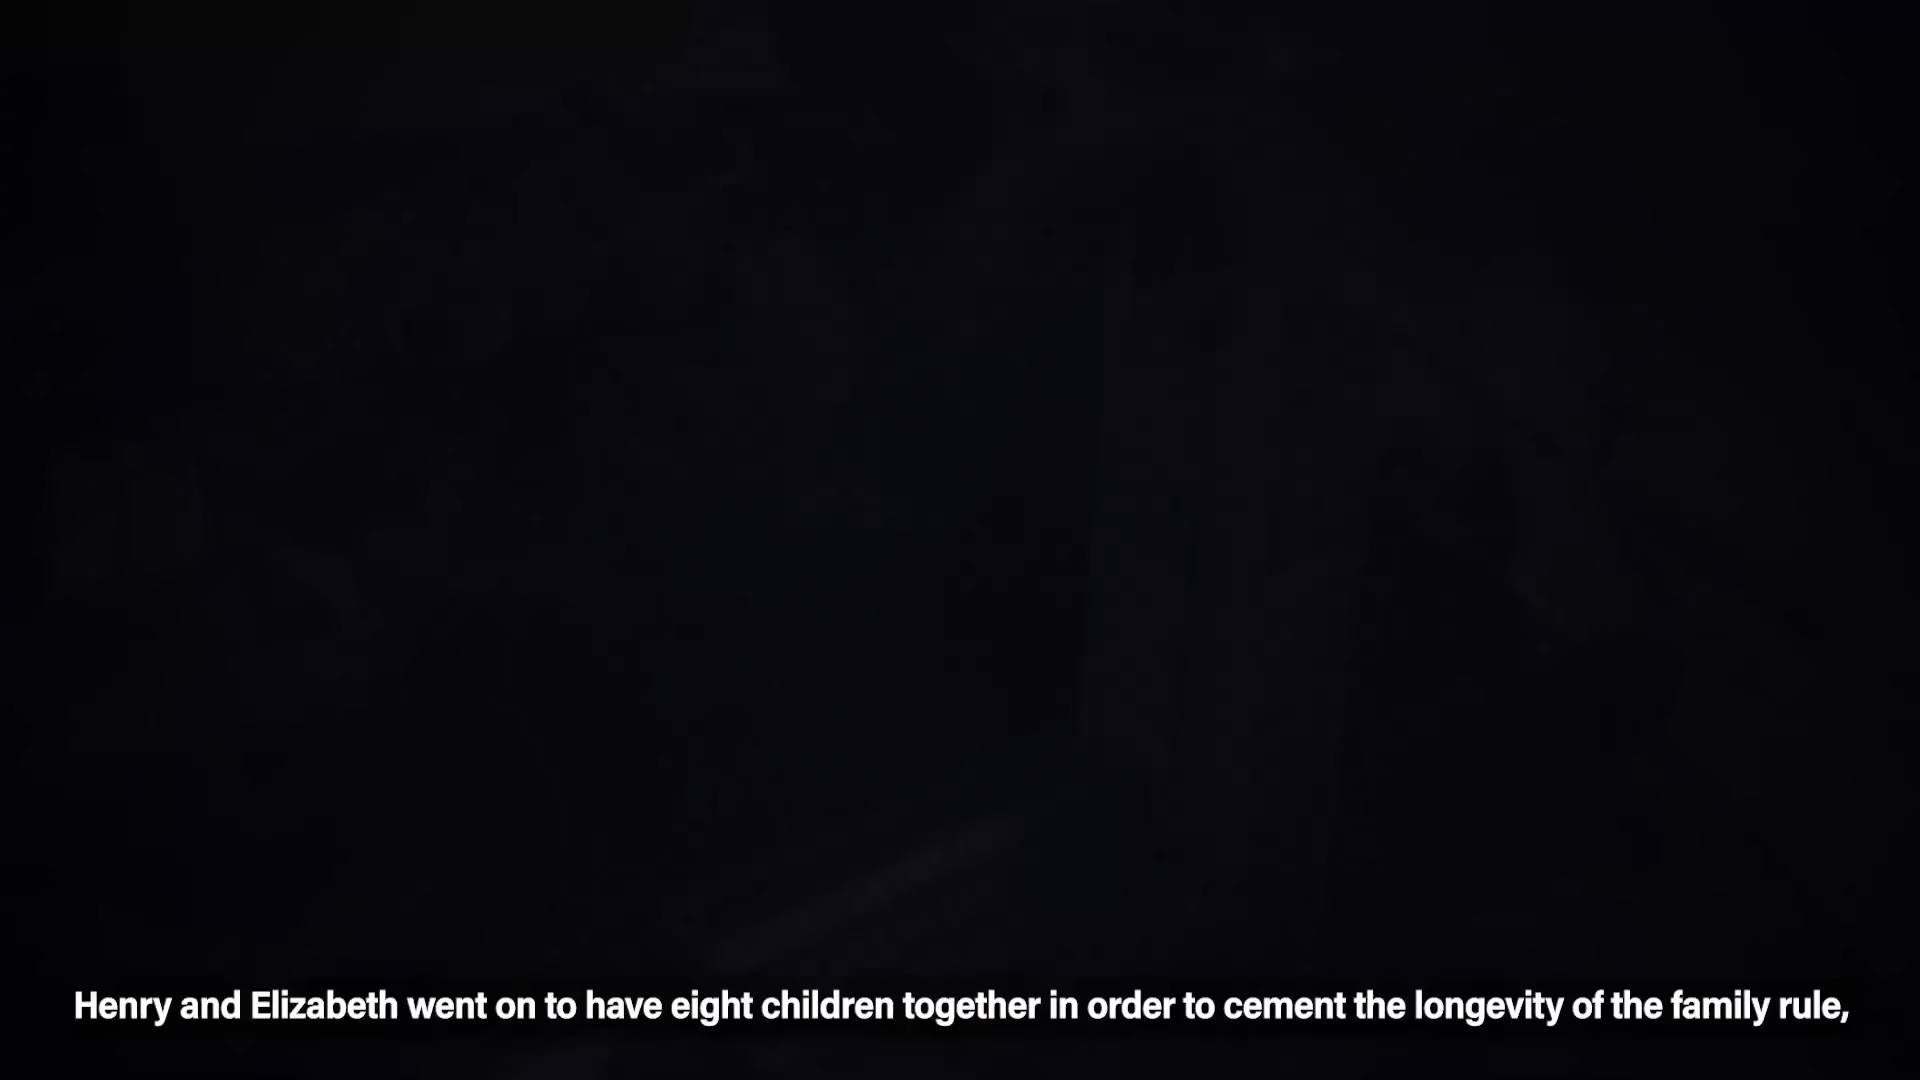 Henry and Elizabeth went on to have eight children together in order to cement the longevity of the family rule,